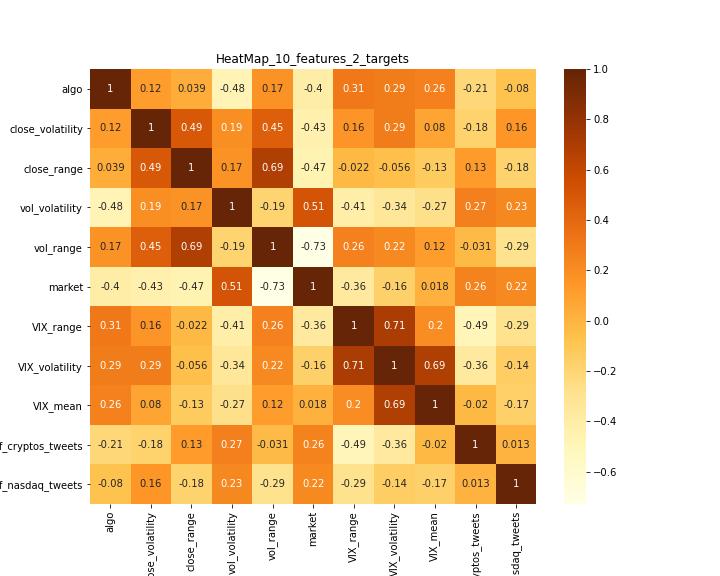 HeatMap_10_features_2_targets
algo 1 0.12 0.039 -0.48 0.17 -0.4 0.31 0.29 0.26 -0.21 -0.08
close_volatility 0.12 1 0.49 0.19 0.45 -0.43 0.16 0.29 0.08 -0.18 0.16
close_range 0.039 0.49 1 0.17 0.69 -0.47 -0.022 -0.056 -0.13 0.13 -0.18
vol_volatility -0.48 0.19 0.17 1 -0.19 0.51 -0.41 -0.34 -0.27 0.27 0.23
vol_range 0.17 0.45 0.69 -0.19 1 -0.73 0.26 0.22 0.12 -0.031 -0.29
market -0.4 -0.43 -0.47 0.51 -0.73 1 -0.36 -0.16 0.018 0.26 0.22
VIX_range 0.31 0.16 -0.022 -0.41 0.26 -0.36 1 0.71 0.2 -0.49 -0.29
VIX_volatility 0.29 0.29 -0.056 -0.34 0.22 -0.16 0.71 1 0.69 -0.36 -0.14
VIX_mean 0.26 0.08 -0.13 -0.27 0.12 0.018 0.2 0.69 1 -0.02 -0.17
f_cryptos_tweets -0.21 -0.18 0.13 0.27 -0.031 0.26 -0.49 -0.36 -0.02 1 0.013
f_nasdaq_tweets -0.08 0.16 -0.18 0.23 -0.29 0.22 -0.29 -0.14 -0.17 0.013 1
algo
ose_volatility
close_range
vol_volatility
vol_range
market
VIX_range
VIX_volatility
VIX_mean
yptos_tweets
sdaq_tweets
1.0
0.8
0.6
0.4
0.2
0.0
−0.2
−0.4
−0.6